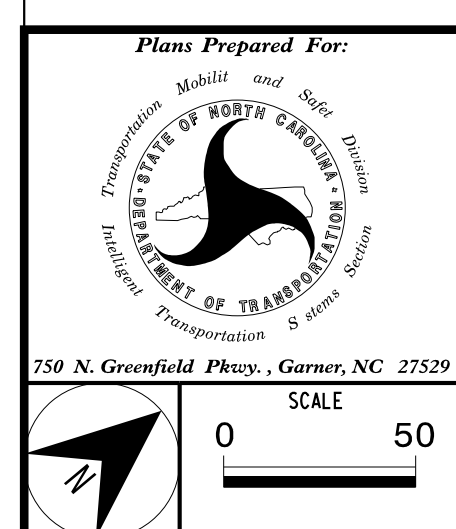 Plans Prepared For:
Transportation Mobilit and Safet Division
STATE OF NORTH CAROLINA
DEPARTMENT OF TRANSPORTATION
Intelligent Transportation S stems Section
750 N. Greenfield Pkwy. , Garner, NC 27529
SCALE
0 50
N